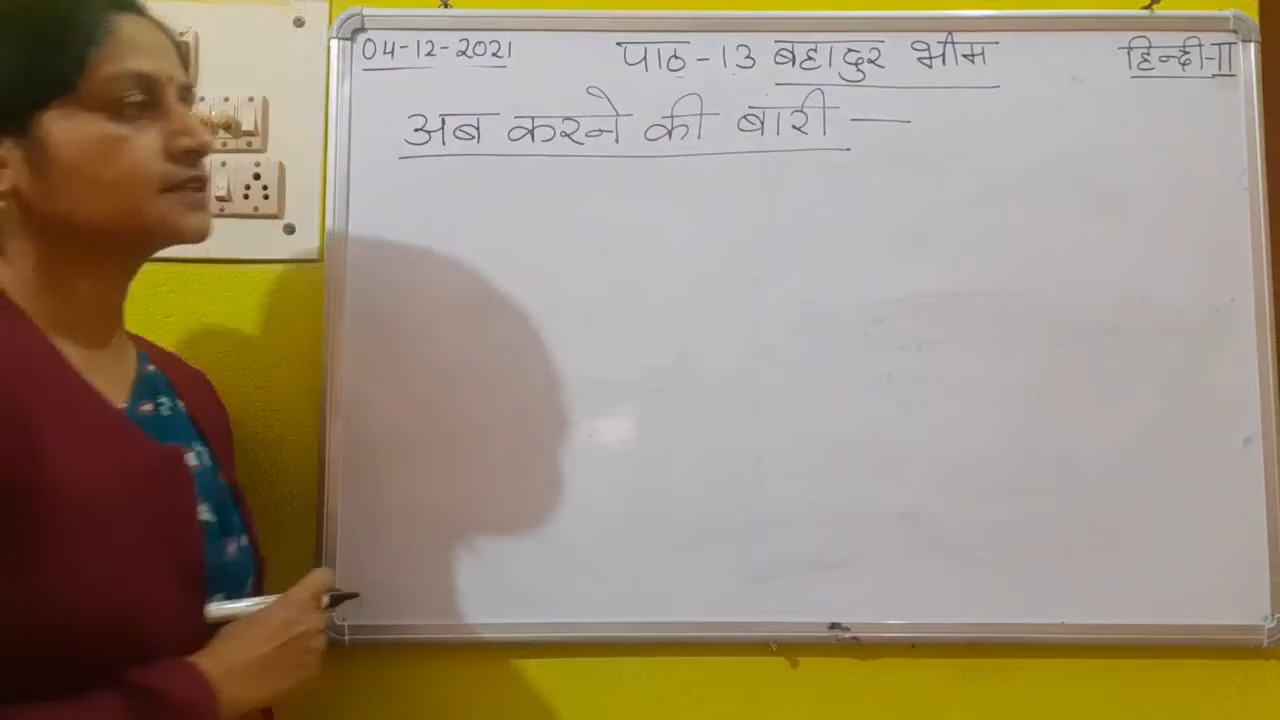 04-12-2021 पाठ-13 बहादुर भीम हिन्दी-II
अब करने की बारी —